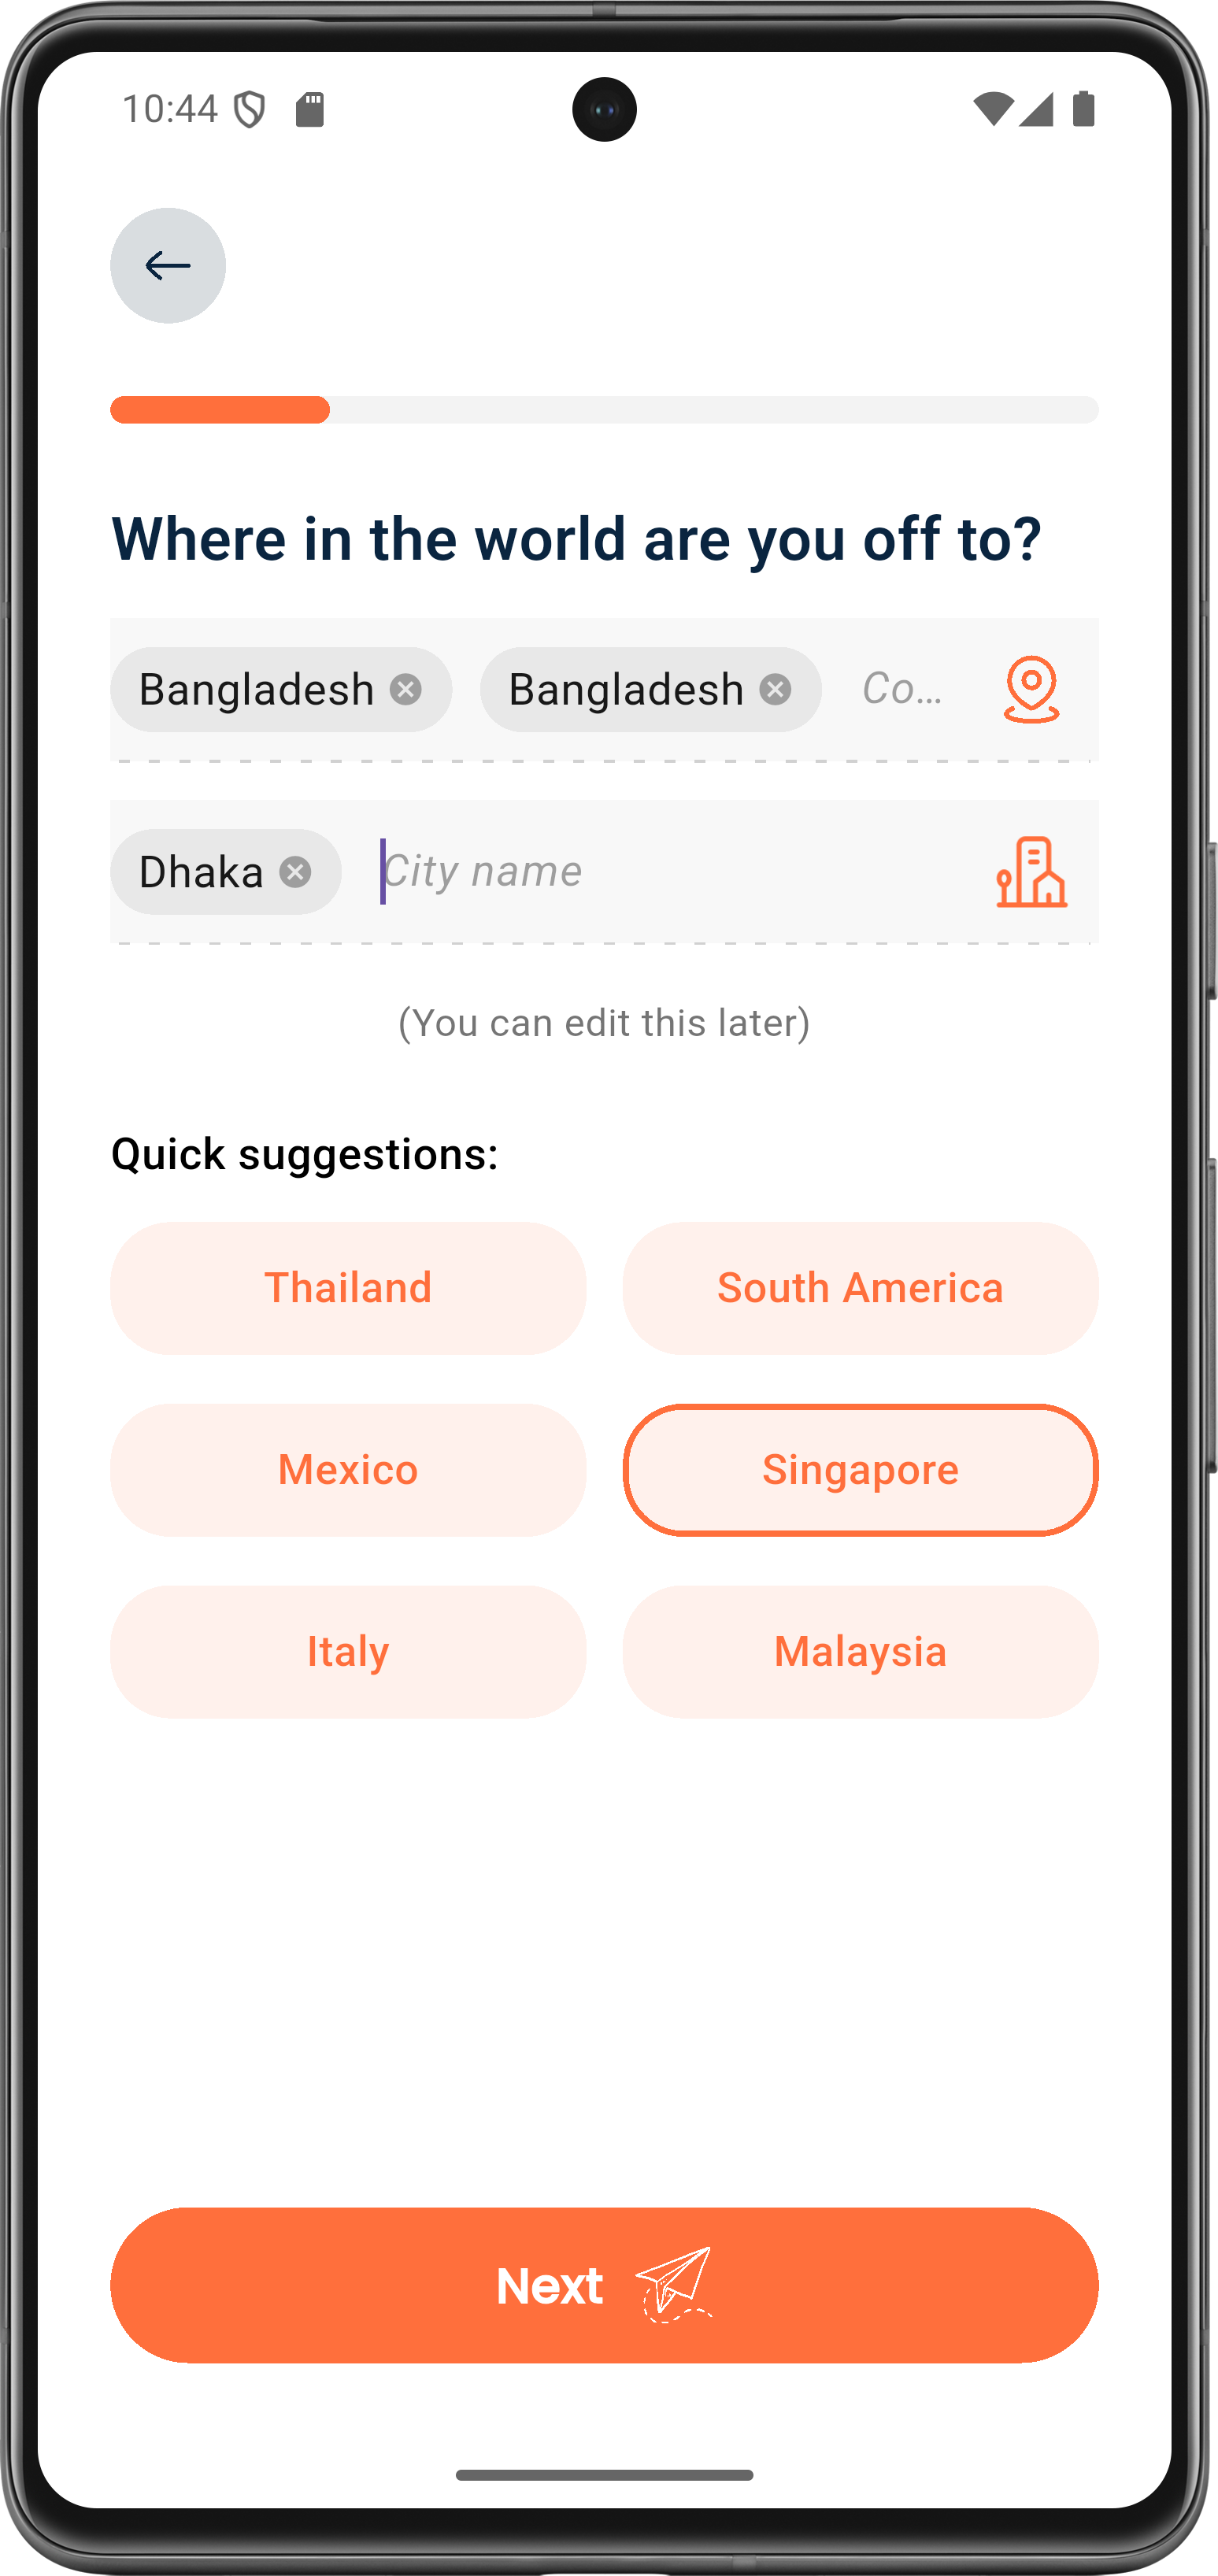 10:44
Where in the world are you off to?
Bangladesh Bangladesh Co...
Dhaka City name
(You can edit this later)
Quick suggestions:
Thailand South America
Mexico Singapore
Italy Malaysia
Next